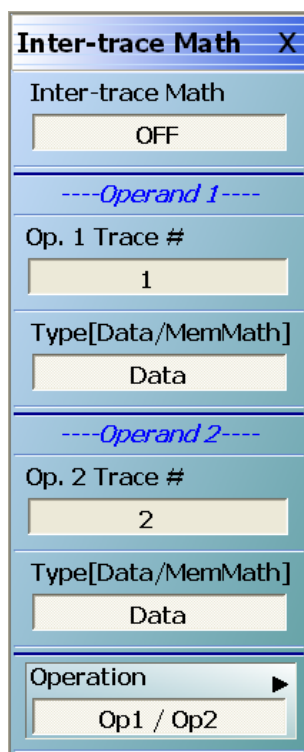 Inter-trace Math X
Inter-trace Math
OFF
----Operand 1----
Op. 1 Trace #
1
Type[Data/MemMath]
Data
----Operand 2----
Op. 2 Trace #
2
Type[Data/MemMath]
Data
Operation
Op1 / Op2